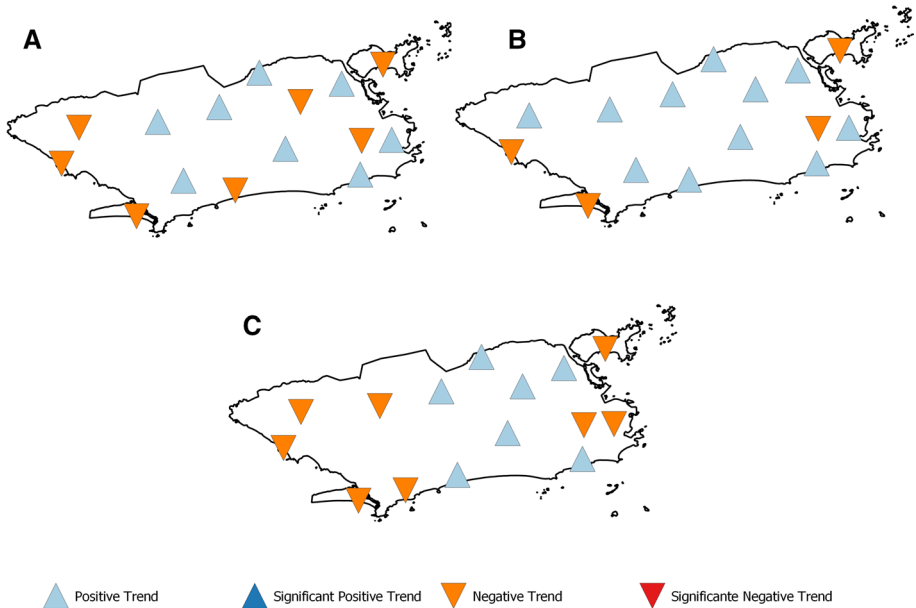 A
B
C
Positive Trend
Significant Positive Trend
Negative Trend
Significante Negative Trend